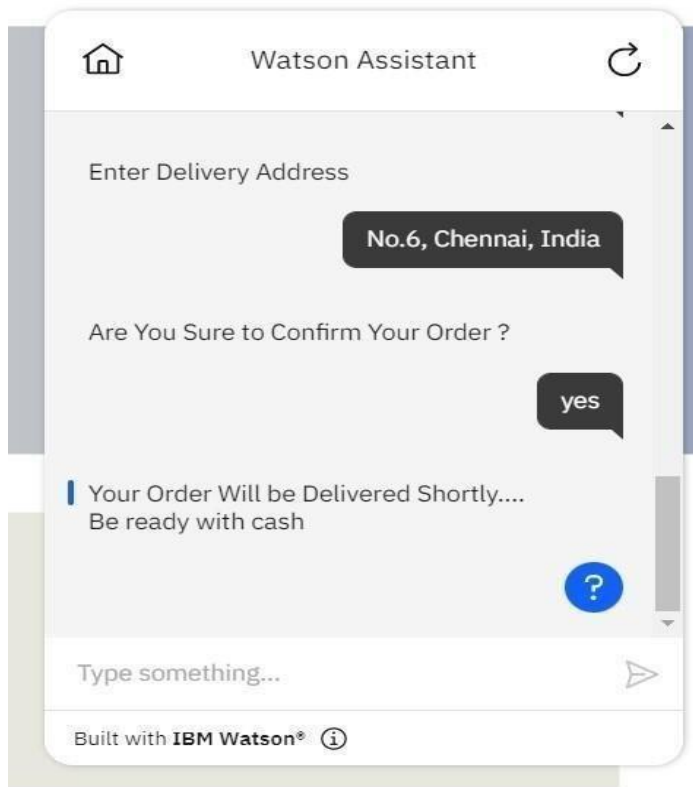 Watson Assistant
Enter Delivery Address
No.6, Chennai, India
Are You Sure to Confirm Your Order ?
yes
Your Order Will be Delivered Shortly....
Be ready with cash
?
Type something...
Built with IBM Watson®